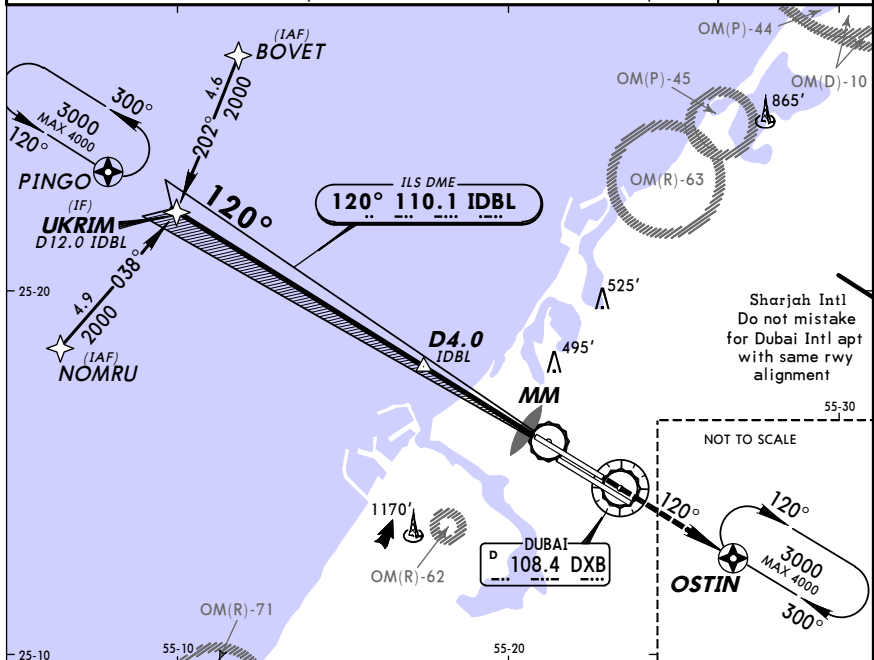 (IAF)
BOVET
OM(P)-44
OM(P)-45
OM(D)-10
865'
4.6
2000
202°
300°
3000
MAX 4000
120°
PINGO
ILS DME
120° 110.1 IDBL
OM(R)-63
(IF)
UKRIM
D12.0 IDBL
120°
038°
4.9
2000
25-20
525'
Sharjah Intl
Do not mistake
for Dubai Intl apt
with same rwy
alignment
D4.0
IDBL
495'
(IAF)
NOMRU
MM
55-30
NOT TO SCALE
120°
120°
1170'
DUBAI
D 108.4 DXB
3000
MAX 4000
OM(R)-62
OSTIN
300°
OM(R)-71
25-10
55-10
55-20